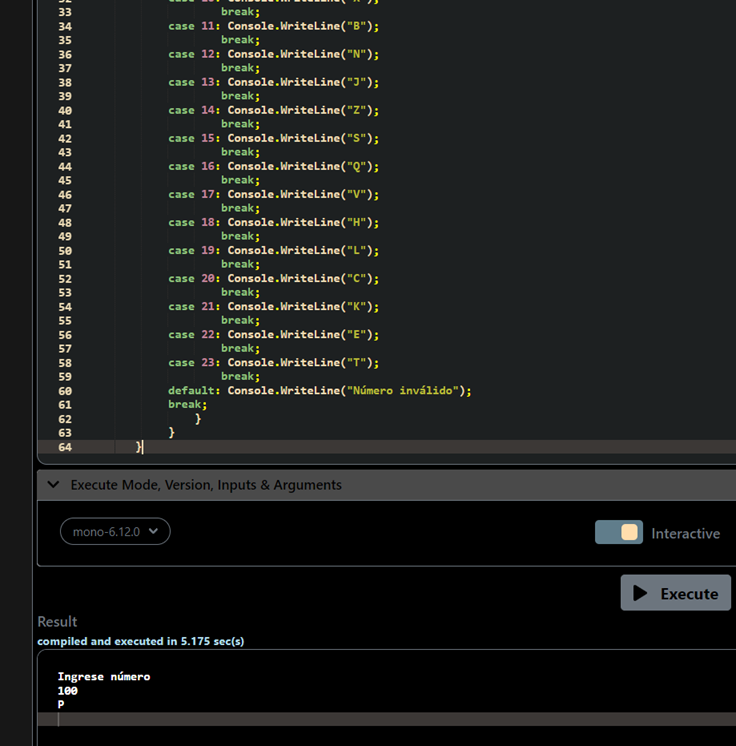 33 break;
34 case 11: Console.WriteLine("B");
35 break;
36 case 12: Console.WriteLine("N");
37 break;
38 case 13: Console.WriteLine("J");
39 break;
40 case 14: Console.WriteLine("Z");
41 break;
42 case 15: Console.WriteLine("S");
43 break;
44 case 16: Console.WriteLine("Q");
45 break;
46 case 17: Console.WriteLine("V");
47 break;
48 case 18: Console.WriteLine("H");
49 break;
50 case 19: Console.WriteLine("L");
51 break;
52 case 20: Console.WriteLine("C");
53 break;
54 case 21: Console.WriteLine("K");
55 break;
56 case 22: Console.WriteLine("E");
57 break;
58 case 23: Console.WriteLine("T");
59 break;
60 default: Console.WriteLine("Número inválido");
61 break;
62 }
63 }
64 }
Execute Mode, Version, Inputs & Arguments
mono-6.12.0 Interactive
Execute
Result
compiled and executed in 5.175 sec(s)
Ingrese número
100
P